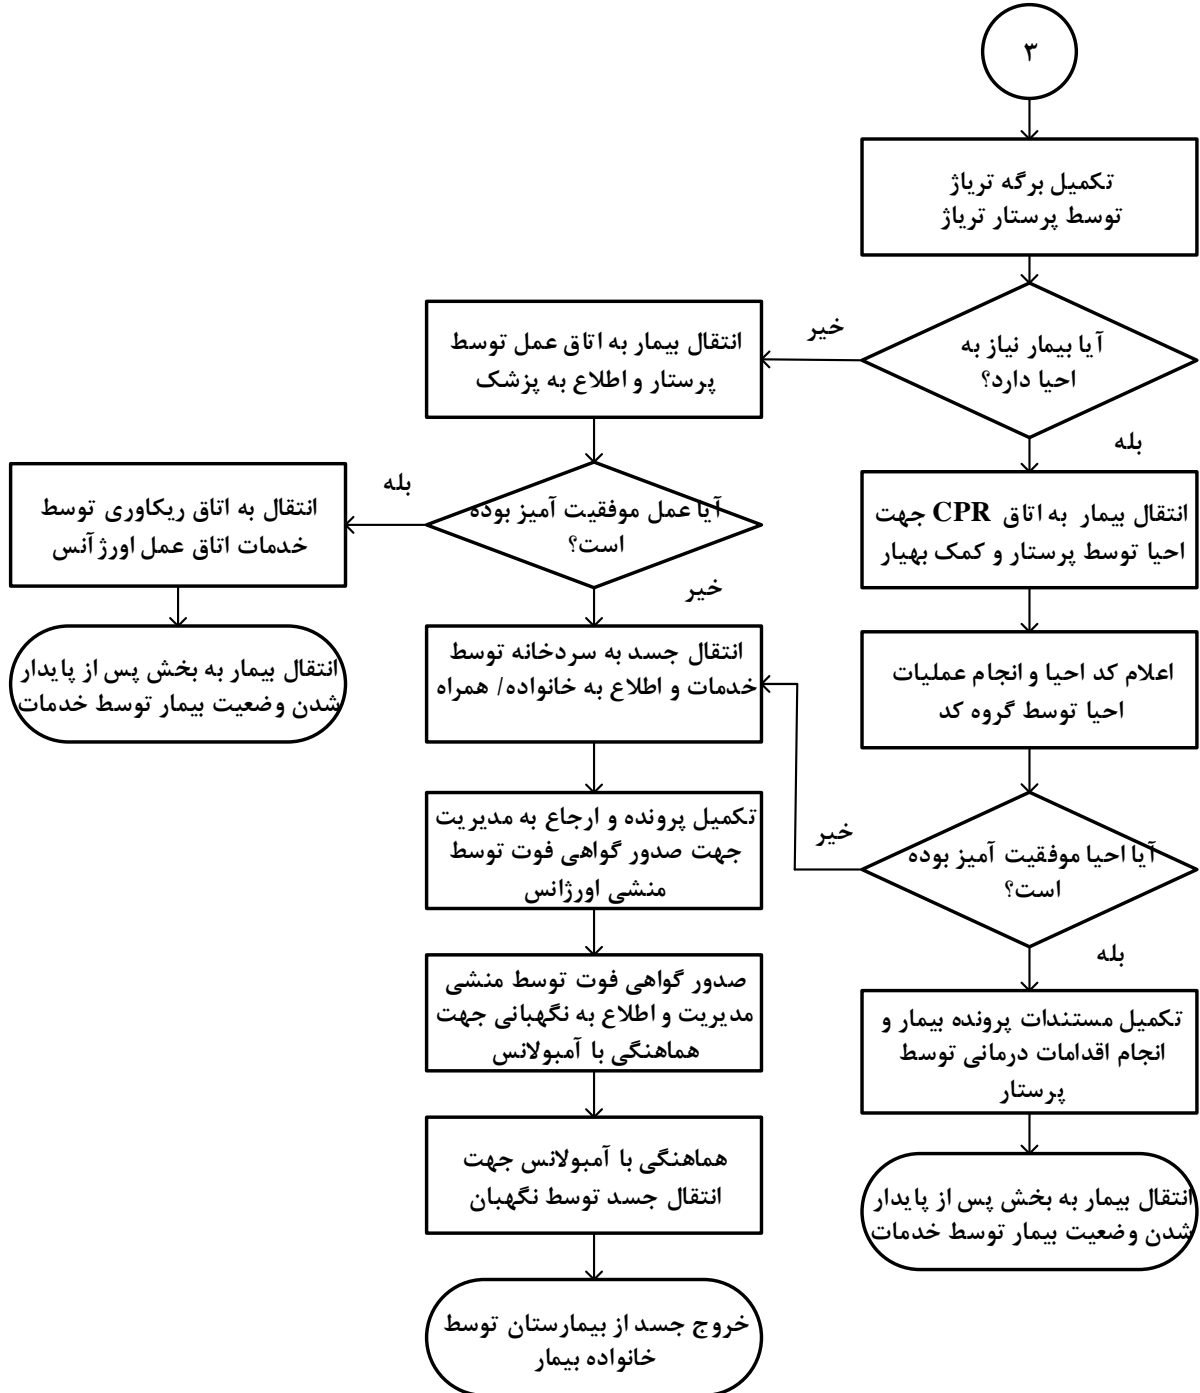 ۳
تکمیل برگه تریاژ
توسط پرستار تریاژ
آیا بیمار نیاز به
احیا دارد؟
خیر
بله
انتقال بیمار به اتاق عمل توسط
پرستار و اطلاع به پزشک
آیا عمل موفقیت آمیز بوده
است؟
بله
خیر
انتقال به اتاق ریکاوری توسط
خدمات اتاق عمل اورژآنس
انتقال بیمار به بخش پس از پایدار
شدن وضعیت بیمار توسط خدمات
انتقال بیمار به اتاق CPR جهت
احیا توسط پرستار و کمک بهیار
اعلام کد احیا و انجام عملیات
احیا توسط گروه کد
آیا احیا موفقیت آمیز بوده
است؟
خیر
بله
انتقال جسد به سردخانه توسط
خدمات و اطلاع به خانواده/ همراه
تکمیل پرونده و ارجاع به مدیریت
جهت صدور گواهی فوت توسط
منشی اورژانس
صدور گواهی فوت توسط منشی
مدیریت و اطلاع به نگهبانی جهت
هماهنگی با آمبولانس
هماهنگی با آمبولانس جهت
انتقال جسد توسط نگهبان
خروج جسد از بیمارستان توسط
خانواده بیمار
تکمیل مستندات پرونده بیمار و
انجام اقدامات درمانی توسط
پرستار
انتقال بیمار به بخش پس از پایدار
شدن وضعیت بیمار توسط خدمات